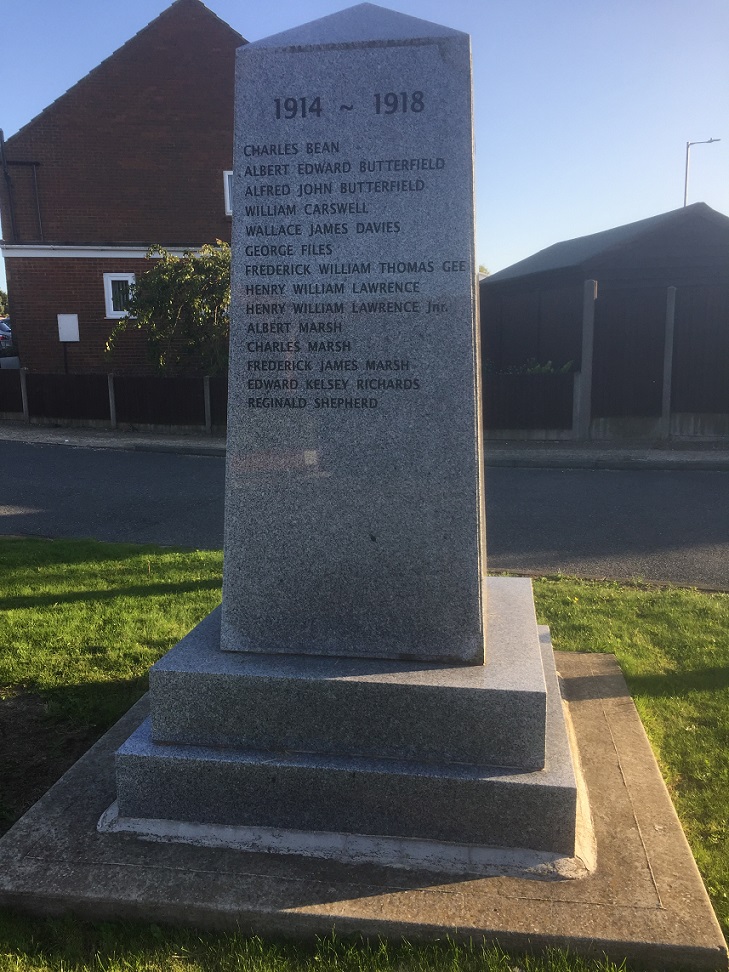 1914 ~ 1918
CHARLES BEAN
ALBERT EDWARD BUTTERFIELD
ALFRED JOHN BUTTERFIELD
WILLIAM CARSWELL
WALLACE JAMES DAVIES
GEORGE FILES
FREDERICK WILLIAM THOMAS GEE
HENRY WILLIAM LAWRENCE
HENRY WILLIAM LAWRENCE Jnr.
ALBERT MARSH
CHARLES MARSH
FREDERICK JAMES MARSH
EDWARD KELSEY RICHARDS
REGINALD SHEPHERD